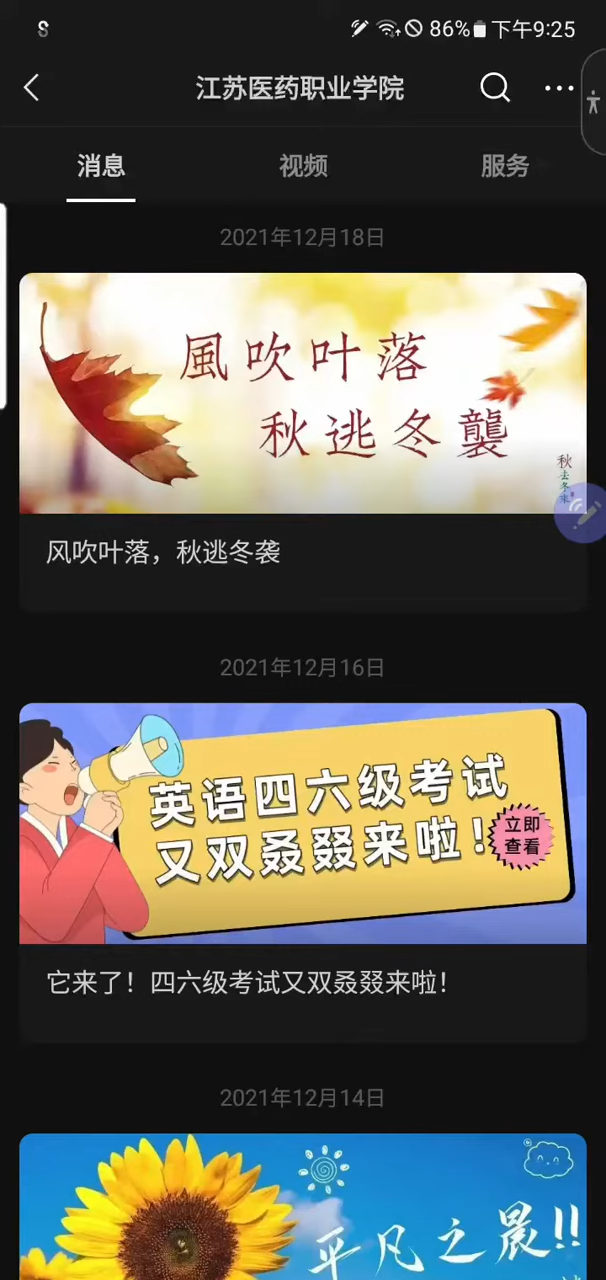 86% 下午9:25
江苏医药职业学院
消息 视频 服务
2021年12月18日
風吹叶落
秋逃冬襲
秋去冬来
风吹叶落，秋逃冬袭
2021年12月16日
英语四六级考试
又双叒叕来啦！
立即
查看
它来了！四六级考试又双叒叕来啦！
2021年12月14日
平凡之晨!!